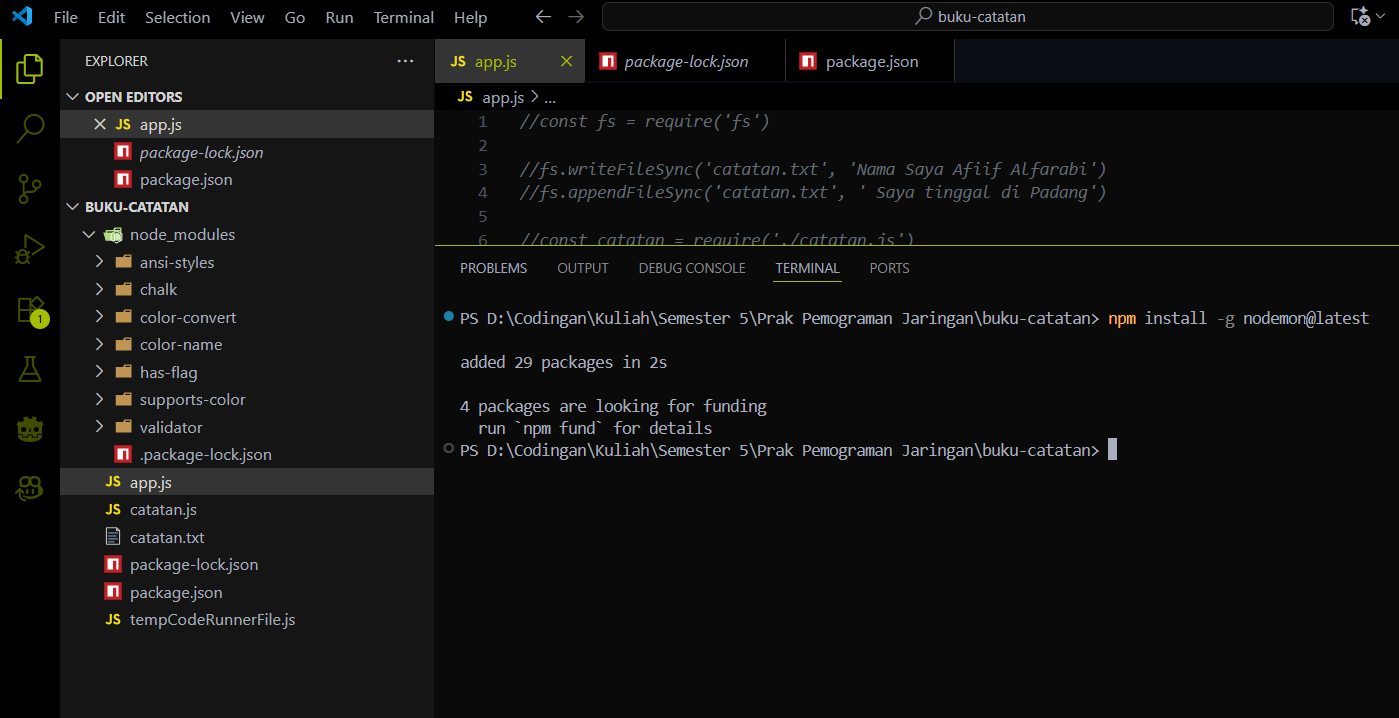 File Edit Selection View Go Run Terminal Help
buku-catatan
EXPLORER
OPEN EDITORS
JS app.js
package-lock.json
package.json
BUKU-CATATAN
node_modules
ansi-styles
chalk
color-convert
color-name
has-flag
supports-color
validator
.package-lock.json
JS app.js
JS catatan.js
catatan.txt
package-lock.json
package.json
JS tempCodeRunnerFile.js
1
JS app.js package-lock.json package.json
JS app.js > ...
1 //const fs = require('fs')
2
3 //fs.writeFileSync('catatan.txt', 'Nama Saya Afiif Alfarabi')
4 //fs.appendFileSync('catatan.txt', ' Saya tinggal di Padang')
5
6 //const catatan = require('./catatan.js')
PROBLEMS OUTPUT DEBUG CONSOLE TERMINAL PORTS
PS D:\Codingan\Kuliah\Semester 5\Prak Pemograman Jaringan\buku-catatan> npm install -g nodemon@latest
added 29 packages in 2s
4 packages are looking for funding
run `npm fund` for details
PS D:\Codingan\Kuliah\Semester 5\Prak Pemograman Jaringan\buku-catatan>